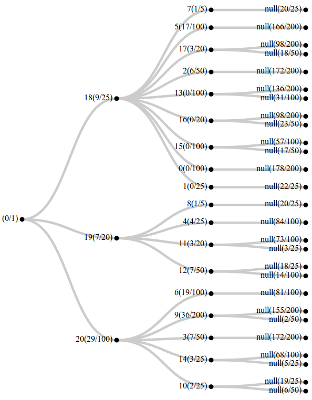 7(1/5)
null(20/25)
5(17/100)
null(166/200)
17(3/20)
null(98/200)
null(18/50)
2(6/50)
null(172/200)
18(9/25)
13(0/100)
null(136/200)
null(31/100)
16(0/20)
null(98/200)
null(23/50)
15(0/100)
null(57/100)
null(17/50)
0(0/100)
null(178/200)
1(0/25)
null(22/25)
(0/1)
8(1/5)
null(20/25)
4(4/25)
null(84/100)
19(7/20)
11(3/20)
null(73/100)
null(3/25)
12(7/50)
null(18/25)
null(14/100)
6(19/100)
null(81/100)
9(36/200)
null(155/200)
null(2/50)
20(29/100)
3(7/50)
null(172/200)
14(3/25)
null(68/100)
null(5/25)
10(2/25)
null(19/25)
null(6/50)